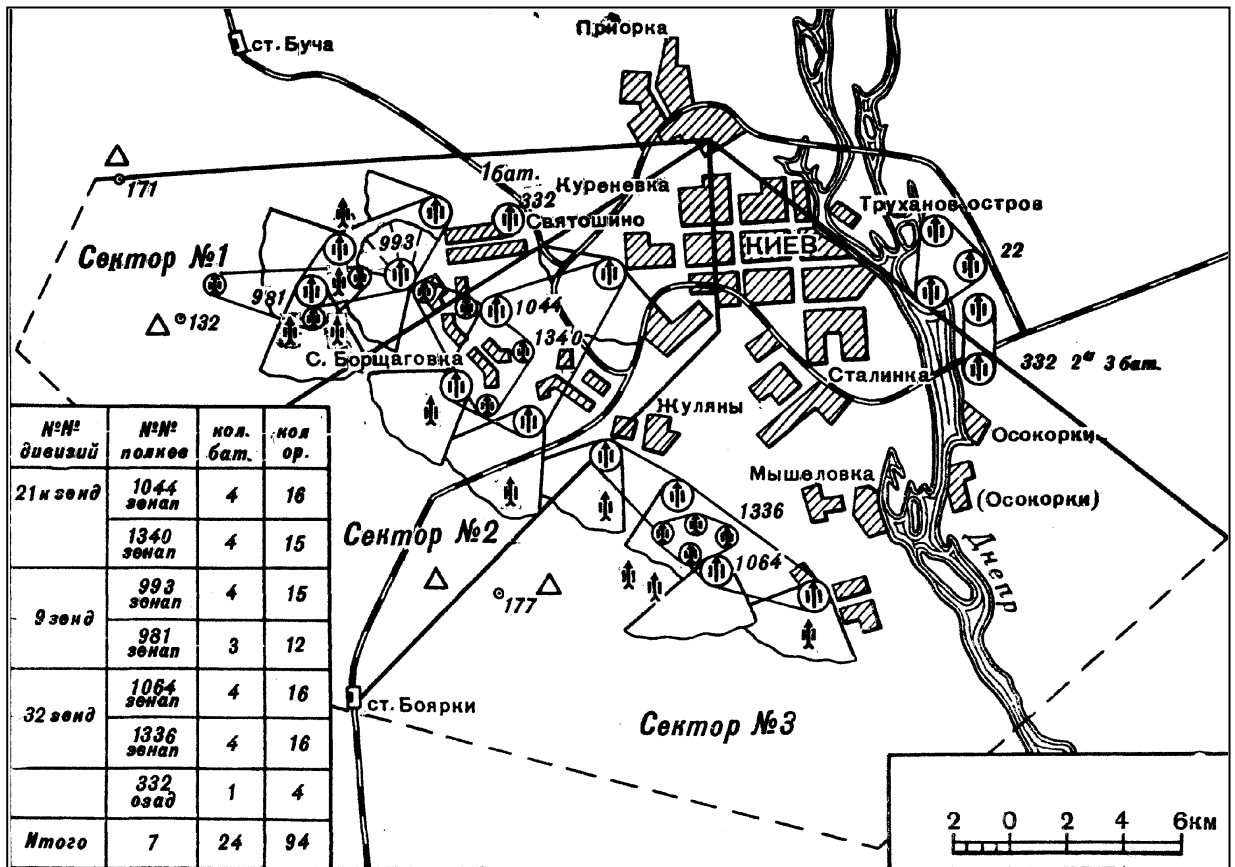 Приорка
ст. Буча
171
1бат.
332
Куреневка
Святошино
Труханов остров
993
КИЕВ
22
Сектор №1
981
132
1044
1340
С. Борщаговка
Сталинка
332 2й 3 бат.
Жуляны
Осокорки
Мышеловка
(Осокорки)
1336
Сектор №2
1064
Днепр
177
ст. Боярки
Сектор №3
№№ дивизий
№№ полков
кол. бат.
кол ор.
21 и зенд
1044 зенап
4
16
1340 зенап
4
15
9 зенд
993 зенап
4
15
981 зенап
3
12
32 зенд
1064 зенап
4
16
1336 зенап
4
16
332 озад
1
4
Итого
7
24
94
2 0 2 4 6км